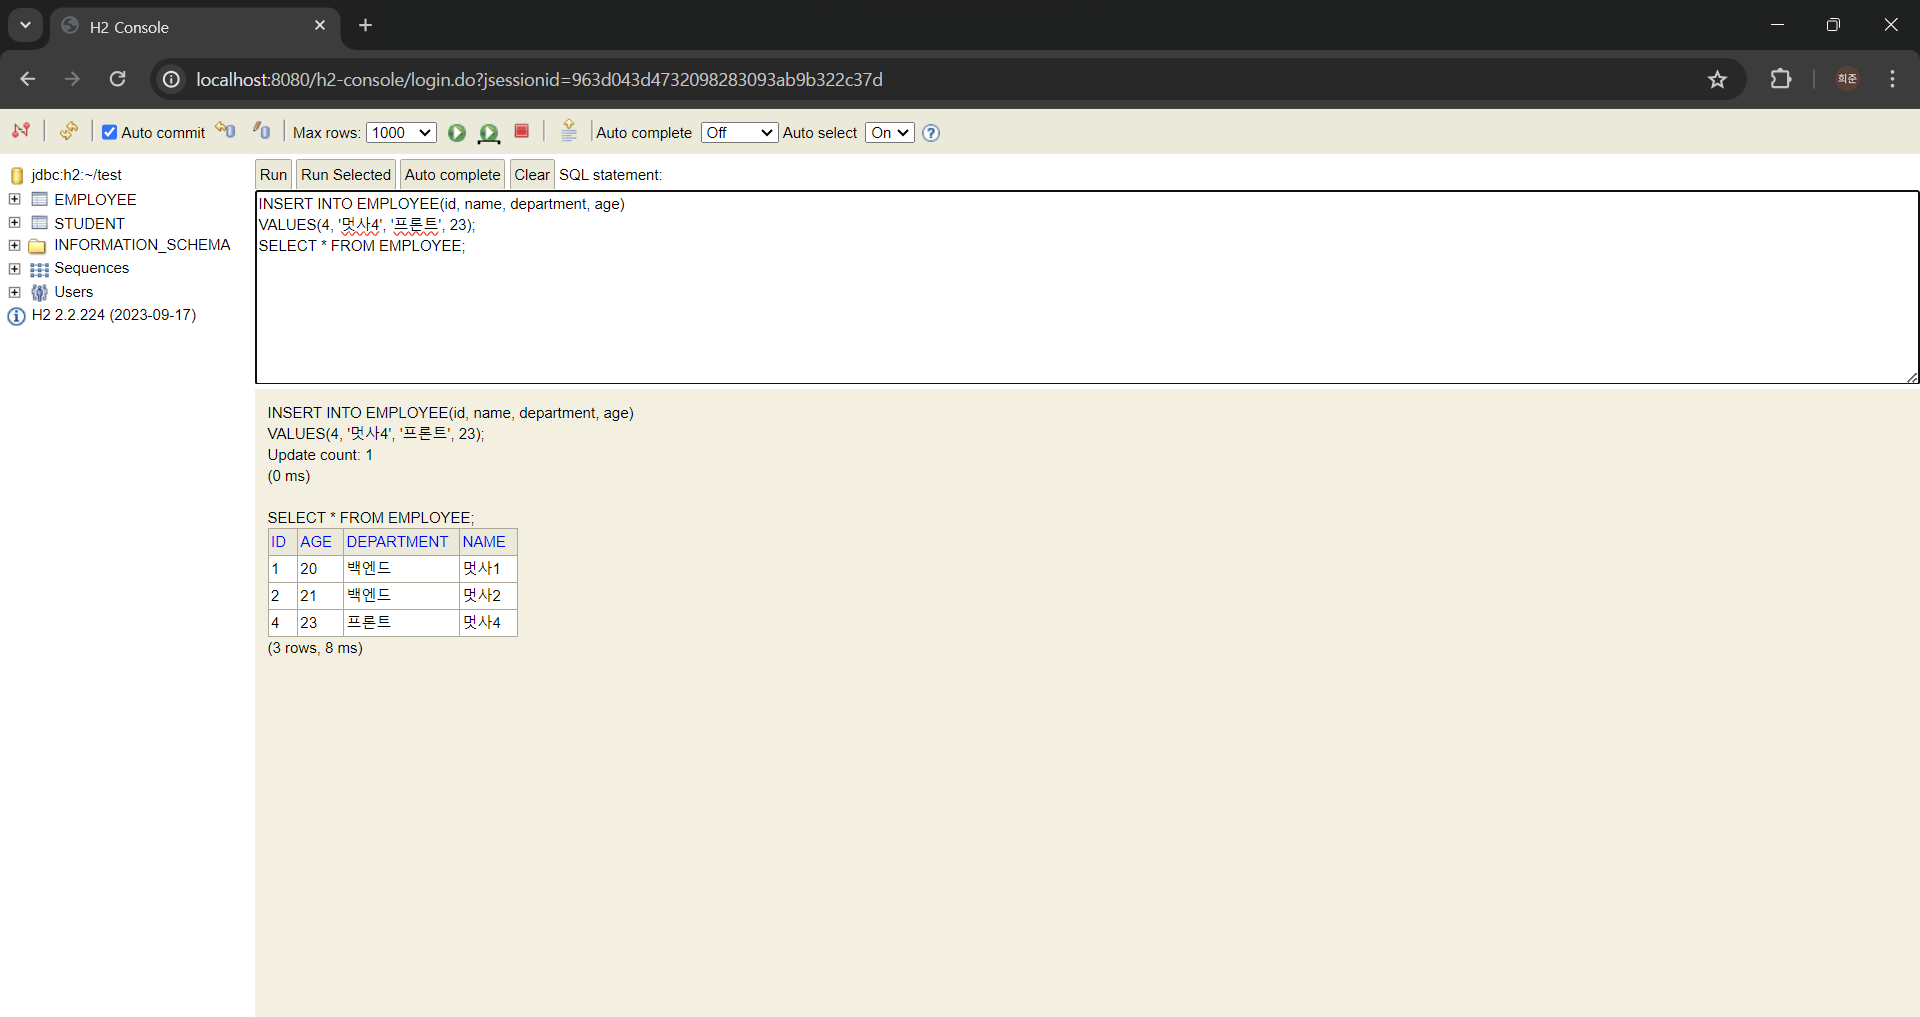 H2 Console
localhost:8080/h2-console/login.do?jsessionid=963d043d4732098283093ab9b322c37d
희준
Auto commit
Max rows: 1000
Auto complete Off Auto select On
jdbc:h2:~/test
EMPLOYEE
STUDENT
INFORMATION_SCHEMA
Sequences
Users
H2 2.2.224 (2023-09-17)
Run Run Selected Auto complete Clear SQL statement:
INSERT INTO EMPLOYEE(id, name, department, age)
VALUES(4, '멋사4', '프론트', 23);
SELECT * FROM EMPLOYEE;
INSERT INTO EMPLOYEE(id, name, department, age)
VALUES(4, '멋사4', '프론트', 23);
Update count: 1
(0 ms)
SELECT * FROM EMPLOYEE;
ID AGE DEPARTMENT NAME
1 20 백엔드 멋사1
2 21 백엔드 멋사2
4 23 프론트 멋사4
(3 rows, 8 ms)